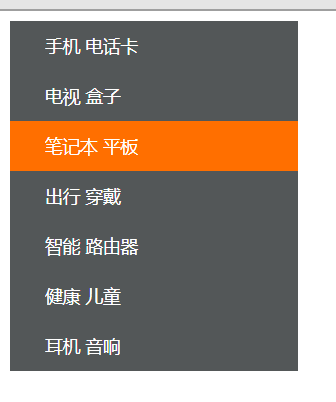 手机 电话卡
电视 盒子
笔记本 平板
出行 穿戴
智能 路由器
健康 儿童
耳机 音响